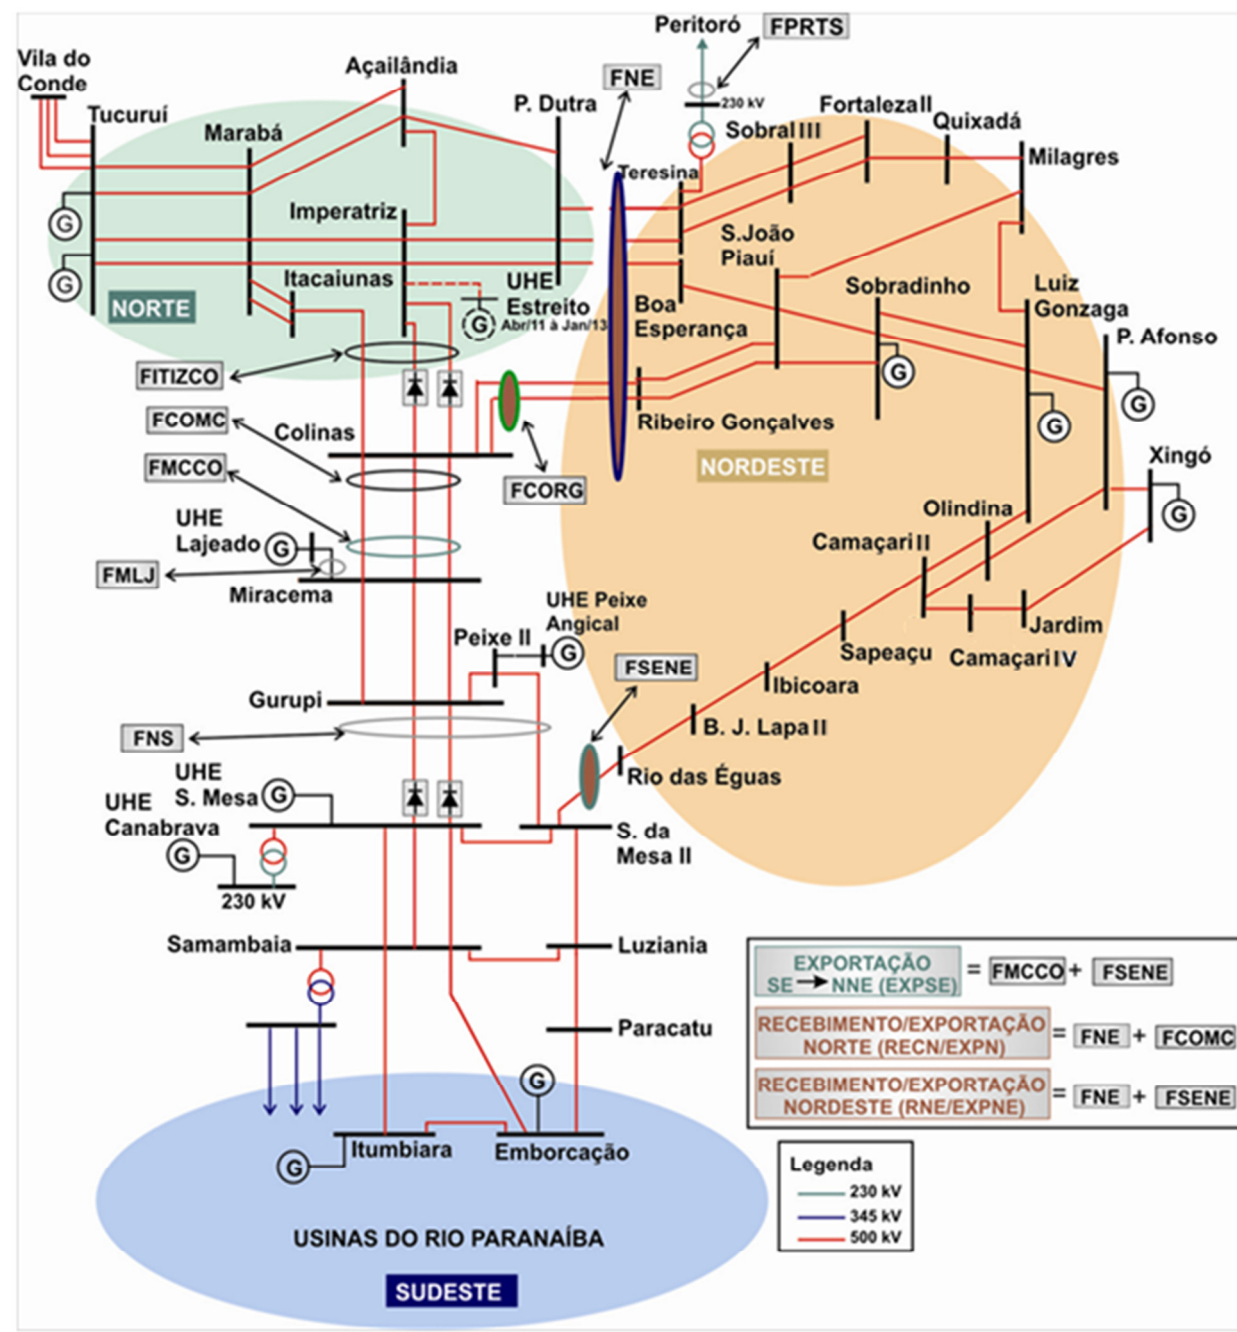 Peritoró
FPRTS
Vila do
Conde
Açailândia
FNE
P. Dutra
230 kV
Fortaleza II
Tucuruí
Marabá
Sobral III
Quixadá
Milagres
Teresina
Imperatriz
S.João
Piauí
G
Itacaiunas
UHE
Estreito
Abr/11 à Jan/13
G
G
NORTE
Boa
Esperança
Sobradinho
Luiz
Gonzaga
P. Afonso
FITIZCO
G
G
FCOMC
Colinas
Ribeiro Gonçalves
G
FMCCO
NORDESTE
Xingó
FCORG
UHE
Lajeado
G
Olindina
G
Camaçari II
FMLJ
Miracema
UHE Peixe
Angical
Peixe II
G
Jardim
Sapeaçu
Camaçari IV
FSENE
Gurupi
Ibicoara
FNS
B. J. Lapa II
UHE
S. Mesa
G
Rio das Éguas
UHE
Canabrava
S. da
Mesa II
G
230 kV
Samambaia
Luziania
EXPORTAÇÃO
SE → NNE (EXPSE)
= FMCCO + FSENE
Paracatu
RECEBIMENTO/EXPORTAÇÃO
NORTE (RECN/EXPN)
= FNE + FCOMC
RECEBIMENTO/EXPORTAÇÃO
NORDESTE (RNE/EXPNE)
= FNE + FSENE
G
Itumbiara
Emborcação
G
Legenda
230 kV
345 kV
500 kV
USINAS DO RIO PARANAÍBA
SUDESTE